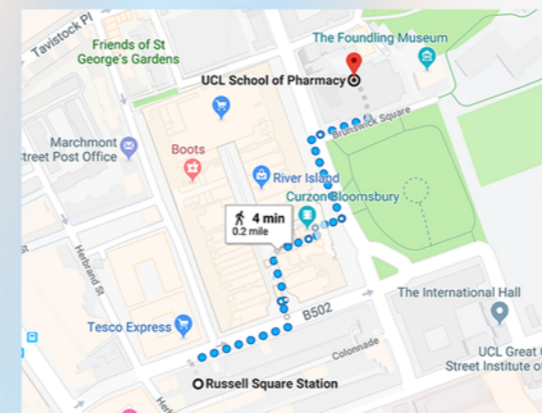 Tavistock Pl
Friends of St
George's Gardens
The Foundling Museum
UCL School of Pharmacy
Brunswick Square
Marchmont
Street Post Office
Boots
River Island
Curzon Bloomsbury
4 min
0.2 mile
Herbrand St
The International Hall
B502
Tesco Express
Colonnade
UCL Great
Street Institute of
Russell Square Station